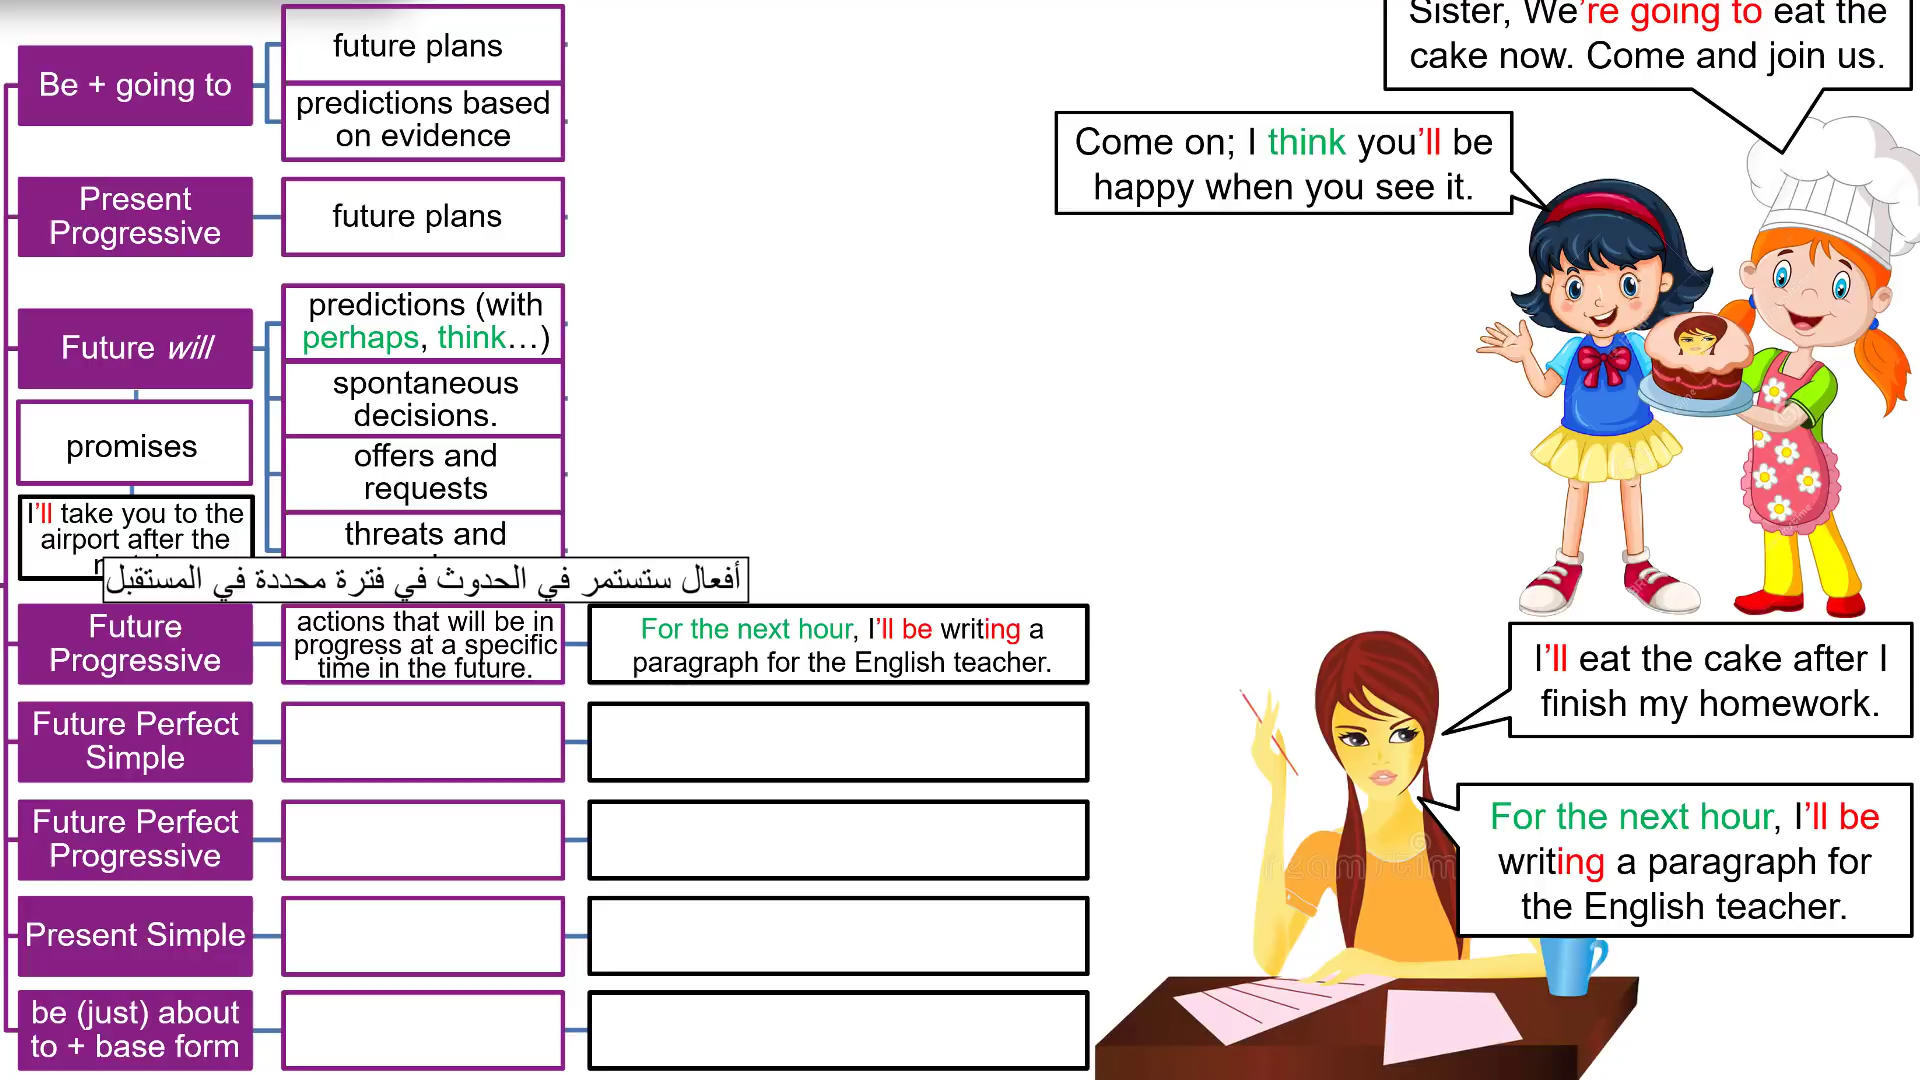 Be + going to
future plans
predictions based
on evidence
Present
Progressive
future plans
Future will
predictions (with
perhaps, think…)
spontaneous
decisions.
offers and
requests
threats and
promises
I'll take you to the
airport after the
أفعال ستستمر في الحدوث في فترة محددة في المستقبل
Future
Progressive
actions that will be in
progress at a specific
time in the future.
For the next hour, I'll be writing a
paragraph for the English teacher.
Future Perfect
Simple
Future Perfect
Progressive
Present Simple
be (just) about
to + base form
Sister, We're going to eat the
cake now. Come and join us.
Come on; I think you'll be
happy when you see it.
I'll eat the cake after I
finish my homework.
For the next hour, I'll be
writing a paragraph for
the English teacher.